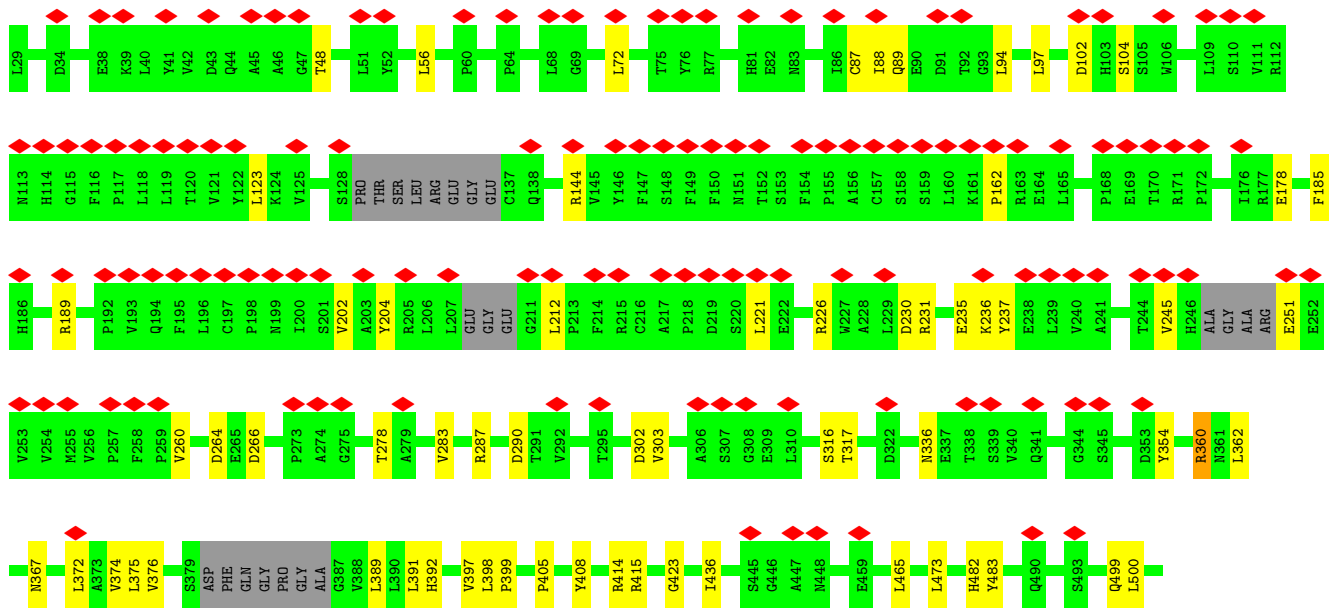 L29 D34 E38 K39 L40 Y41 V42 D43 Q44 A45 A46 G47 T48 L51 Y52 L56 P60 P64 L68 G69 L72 T75 Y76 R77 H81 E82 N83 I86 C87 I88 Q89 E90 D91 T92 G93 L94 L97 D102 H103 S104 S105 W106 L109 S110 V111 R112
N113 H114 G115 F116 P117 L118 L119 T120 V121 Y122 L123 K124 V125 S128 PRO THR SER LEU ARG GLU GLY GLU C137 Q138 R144 V145 Y146 F147 S148 F149 F150 N151 T152 S153 F154 P155 A156 C157 S158 S159 L160 K161 P162 R163 E164 L165 P168 E169 T170 R171 P172 I176 R177 E178 F185
H186 R189 P192 V193 Q194 F195 L196 C197 P198 N199 I200 S201 V202 A203 Y204 R205 L206 L207 GLU GLY GLU G211 L212 P213 F214 R215 C216 A217 P218 D219 S220 L221 E222 R226 W227 A228 L229 D230 R231 E235 K236 Y237 E238 L239 V240 A241 T244 V245 H246 ALA GLY ALA ARG E251 E252
V253 V254 M255 V256 P257 F258 P259 V260 D264 E265 D266 P273 A274 G275 T278 A279 V283 R287 D290 T291 V292 T295 D302 V303 A306 S307 G308 E309 L310 S316 T317 D322 N336 E337 T338 S339 V340 Q341 G344 S345 D353 Y354 R360 N361 L362
N367 L372 A373 V374 L375 V376 S379 ASP PHE GLN GLY PRO GLY ALA G387 V388 L389 L390 L391 H392 V397 L398 P399 P405 Y408 R414 R415 G423 I436 S445 G446 A447 N448 E459 L465 L473 H482 Y483 Q490 S493 Q499 L500